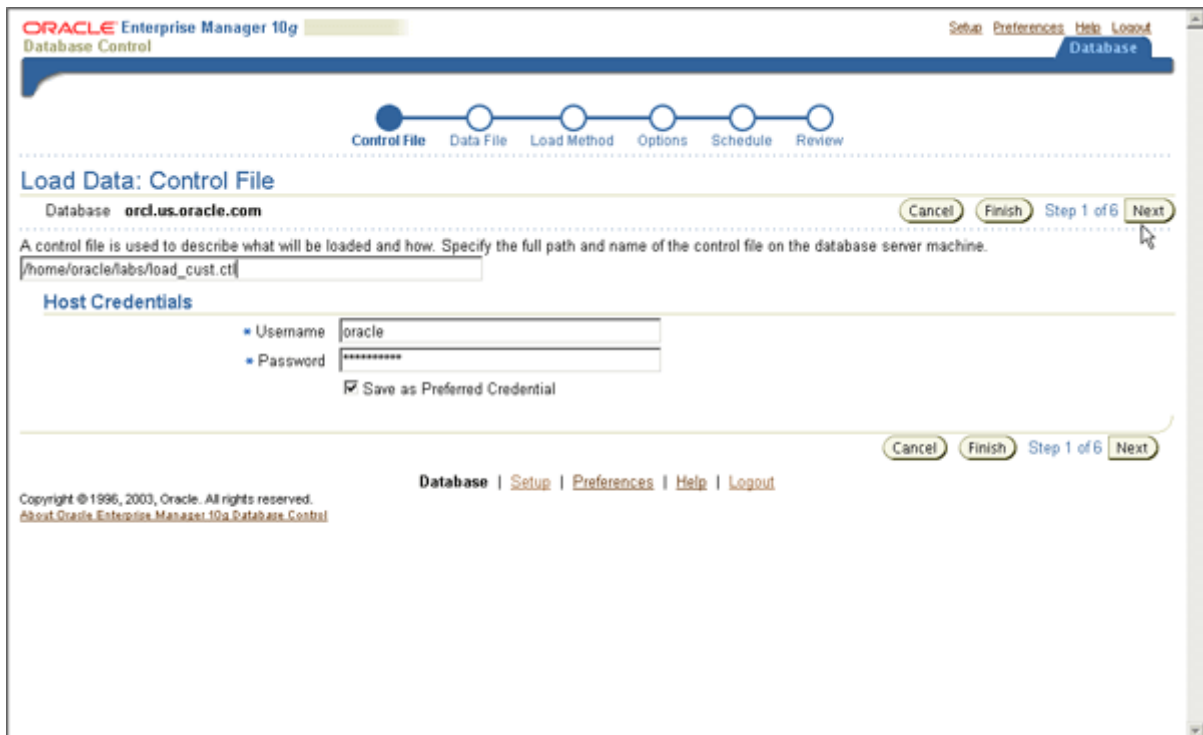 ORACLE Enterprise Manager 10g
Database Control
Setup Preferences Help Logout
Database
Control File Data File Load Method Options Schedule Review
Load Data: Control File
Database orcl.us.oracle.com
Cancel Finish Step 1 of 6 Next
A control file is used to describe what will be loaded and how. Specify the full path and name of the control file on the database server machine.
/home/oracle/labs/load_cust.ctl
Host Credentials
* Username oracle
* Password **********
Save as Preferred Credential
Cancel Finish Step 1 of 6 Next
Database | Setup | Preferences | Help | Logout
Copyright © 1996, 2003, Oracle. All rights reserved.
About Oracle Enterprise Manager 10g Database Control